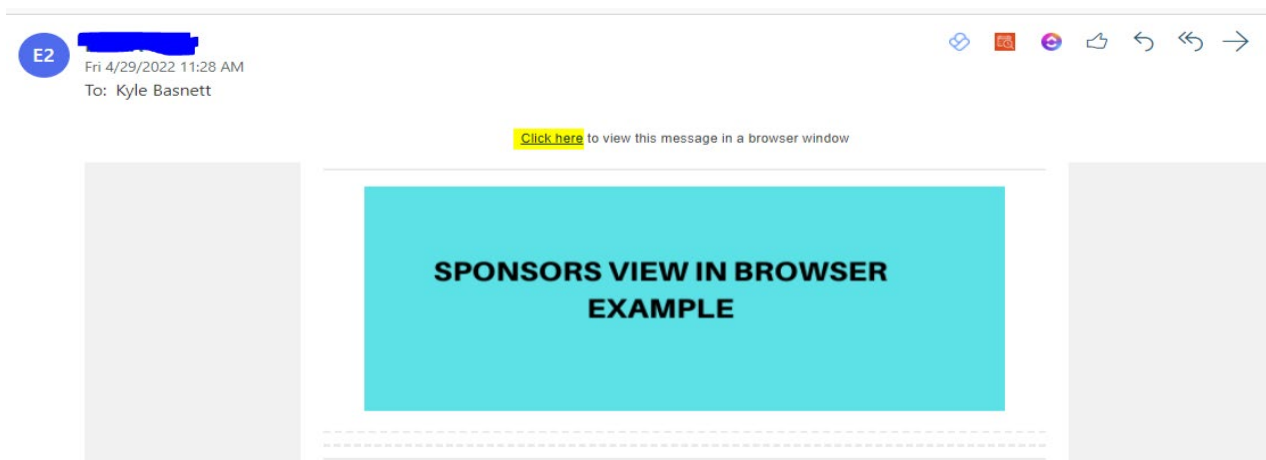 E2
Fri 4/29/2022 11:28 AM
To: Kyle Basnett
Click here to view this message in a browser window
SPONSORS VIEW IN BROWSER
EXAMPLE